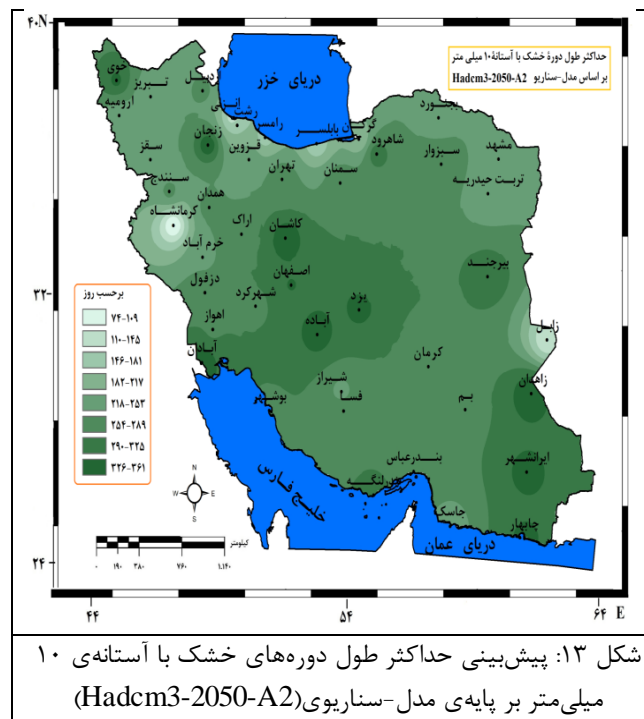 ۴۰N
حداکثر طول دورهٔ خشک با آستانهٔ ۱۰ میلی متر
بر اساس مدل-سناریو Hadcm3-2050-A2
دریای خزر
خوی
تبریز
اردبیل
ارومیه
انزلی
رشت
رامسر
بابلسر
گرگان
بجنورد
زنجان
قزوین
شاهرود
سبزوار
مشهد
سقز
تهران
سمنان
تربت حیدریه
سنندج
همدان
کرمانشاه
اراک
کاشان
خرم آباد
اصفهان
بیرجند
۳۲
دزفول
شهرکرد
یزد
اهواز
آباده
زابل
آبادان
کرمان
شیراز
زاهدان
بوشهر
فسا
بم
ایرانشهر
بندرعباس
خلیج فارس
جاسک
چابهار
دریای عمان
برحسب روز
۷۴-۱۰۹
۱۱۰-۱۴۵
۱۴۶-۱۸۱
۱۸۲-۲۱۷
۲۱۸-۲۵۳
۲۵۴-۲۸۹
۲۹۰-۳۲۵
۳۲۶-۳۶۱
N
W E
S
کیلومتر
۰ ۱۹۰ ۳۸۰ ۷۶۰ ۱.۱۴۰
۲۴
۴۴ ۵۴ ۶۴ E
شکل ۱۳: پیش‌بینی حداکثر طول دوره‌های خشک با آستانه‌ی ۱۰
میلی‌متر بر پایه‌ی مدل-سناریوی(Hadcm3-2050-A2)